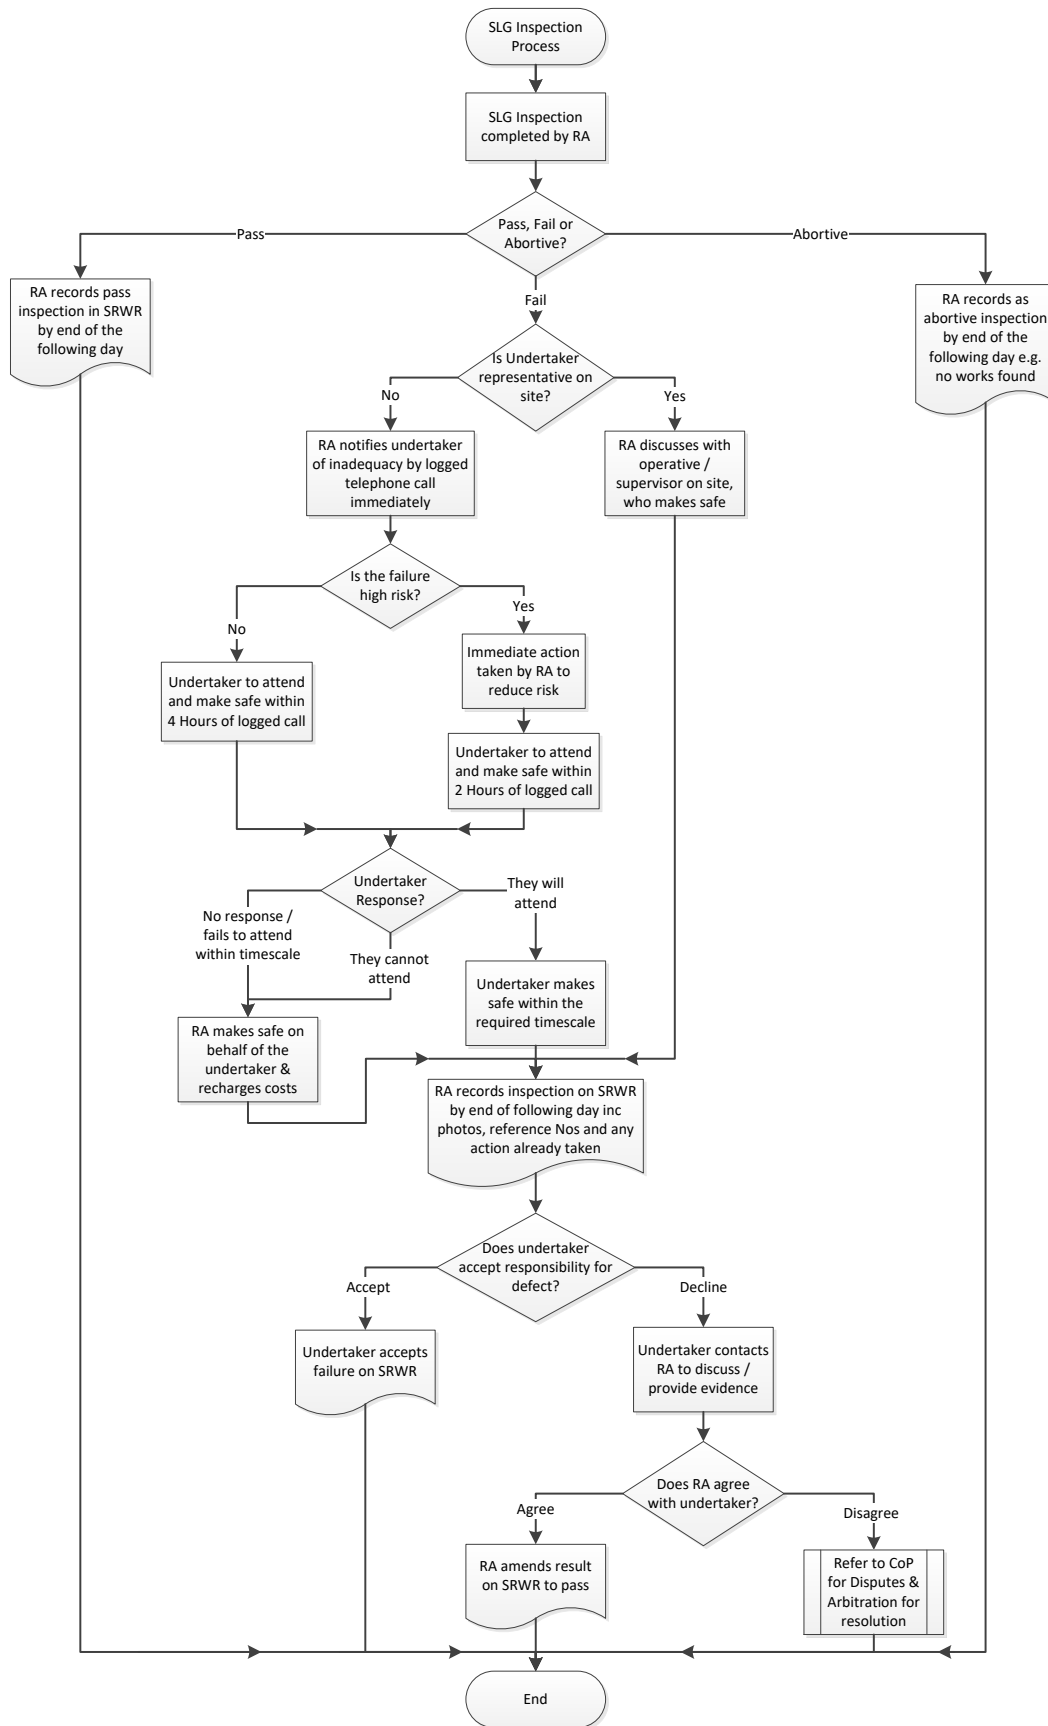 SLG Inspection
Process
SLG Inspection
completed by RA
Pass, Fail or
Abortive?
Pass
Abortive
Fail
RA records pass
inspection in SRWR
by end of the
following day
RA records as
abortive inspection
by end of the
following day e.g.
no works found
Is Undertaker
representative on
site?
No
Yes
RA notifies undertaker
of inadequacy by logged
telephone call
immediately
RA discusses with
operative /
supervisor on site,
who makes safe
Is the failure
high risk?
No
Yes
Undertaker to attend
and make safe within
4 Hours of logged call
Immediate action
taken by RA to
reduce risk
Undertaker to attend
and make safe within
2 Hours of logged call
Undertaker
Response?
No response /
fails to attend
within timescale
They cannot
attend
They will
attend
Undertaker makes
safe within the
required timescale
RA makes safe on
behalf of the
undertaker &
recharges costs
RA records inspection on SRWR
by end of following day inc
photos, reference Nos and any
action already taken
Does undertaker
accept responsibility for
defect?
Accept
Decline
Undertaker accepts
failure on SRWR
Undertaker contacts
RA to discuss /
provide evidence
Does RA agree
with undertaker?
Agree
Disagree
RA amends result
on SRWR to pass
Refer to CoP
for Disputes &
Arbitration for
resolution
End